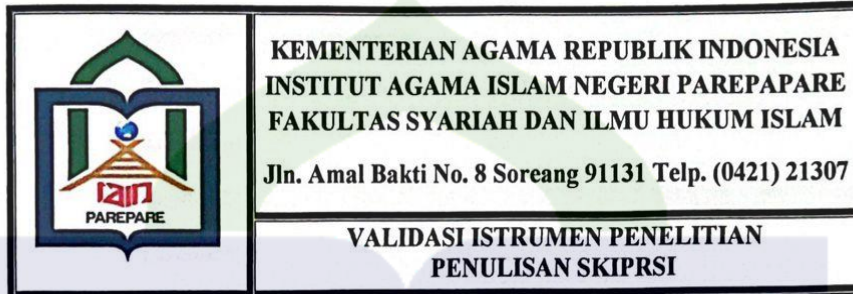 iain
PAREPARE
KEMENTERIAN AGAMA REPUBLIK INDONESIA
INSTITUT AGAMA ISLAM NEGERI PAREPAPARE
FAKULTAS SYARIAH DAN ILMU HUKUM ISLAM
Jln. Amal Bakti No. 8 Soreang 91131 Telp. (0421) 21307
VALIDASI ISTRUMEN PENELITIAN
PENULISAN SKIPRSI